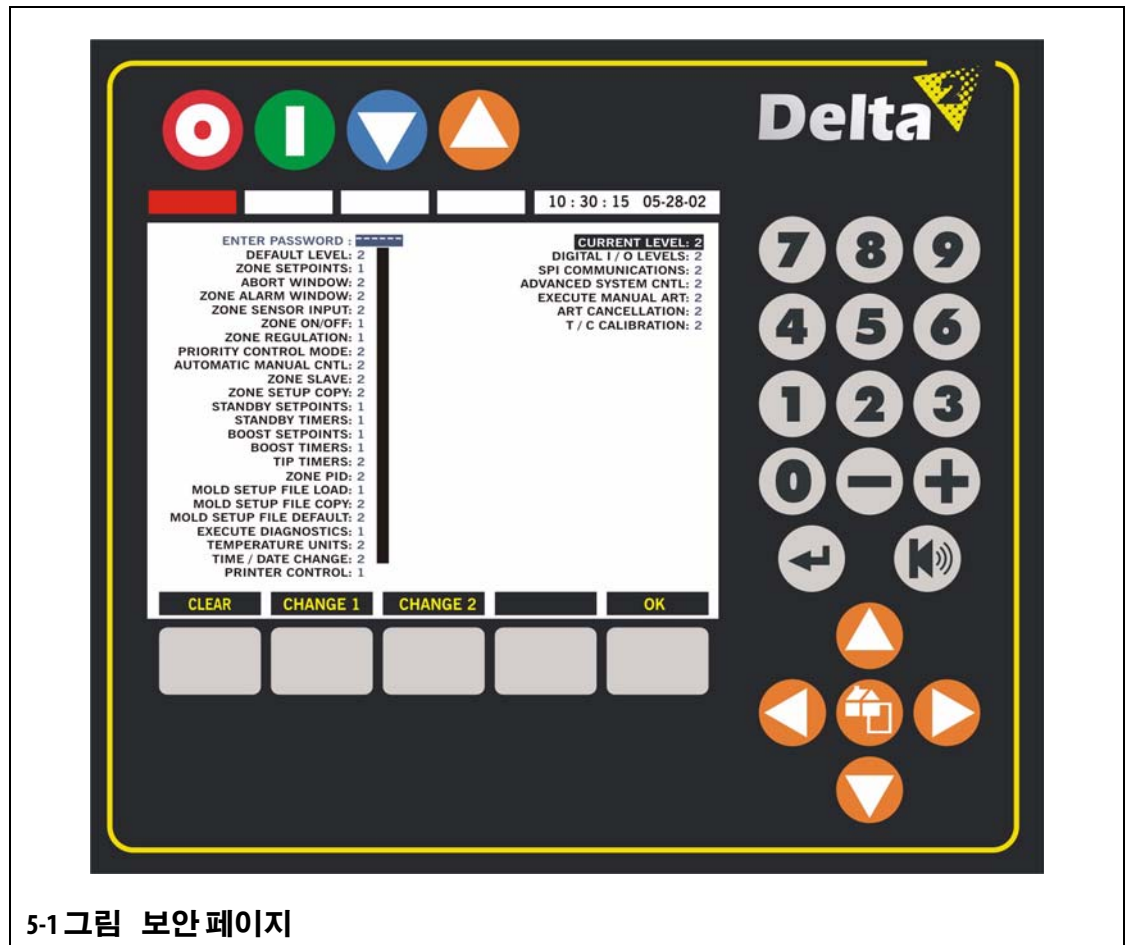 Delta 2
10 : 30 : 15 05-28-02
ENTER PASSWORD : ------
DEFAULT LEVEL: 2
ZONE SETPOINTS: 1
ABORT WINDOW: 2
ZONE ALARM WINDOW: 2
ZONE SENSOR INPUT: 2
ZONE ON/OFF: 1
ZONE REGULATION: 1
PRIORITY CONTROL MODE: 2
AUTOMATIC MANUAL CNTL: 2
ZONE SLAVE: 2
ZONE SETUP COPY: 2
STANDBY SETPOINTS: 1
STANDBY TIMERS: 1
BOOST SETPOINTS: 1
BOOST TIMERS: 1
TIP TIMERS: 2
ZONE PID: 2
MOLD SETUP FILE LOAD: 1
MOLD SETUP FILE COPY: 2
MOLD SETUP FILE DEFAULT: 2
EXECUTE DIAGNOSTICS: 1
TEMPERATURE UNITS: 2
TIME / DATE CHANGE: 2
PRINTER CONTROL: 1
CURRENT LEVEL: 2
DIGITAL I / O LEVELS: 2
SPI COMMUNICATIONS: 2
ADVANCED SYSTEM CNTL: 2
EXECUTE MANUAL ART: 2
ART CANCELLATION: 2
T / C CALIBRATION: 2
CLEAR CHANGE 1 CHANGE 2 OK
7 8 9
4 5 6
1 2 3
0 - +
5-1 그림 보안 페이지